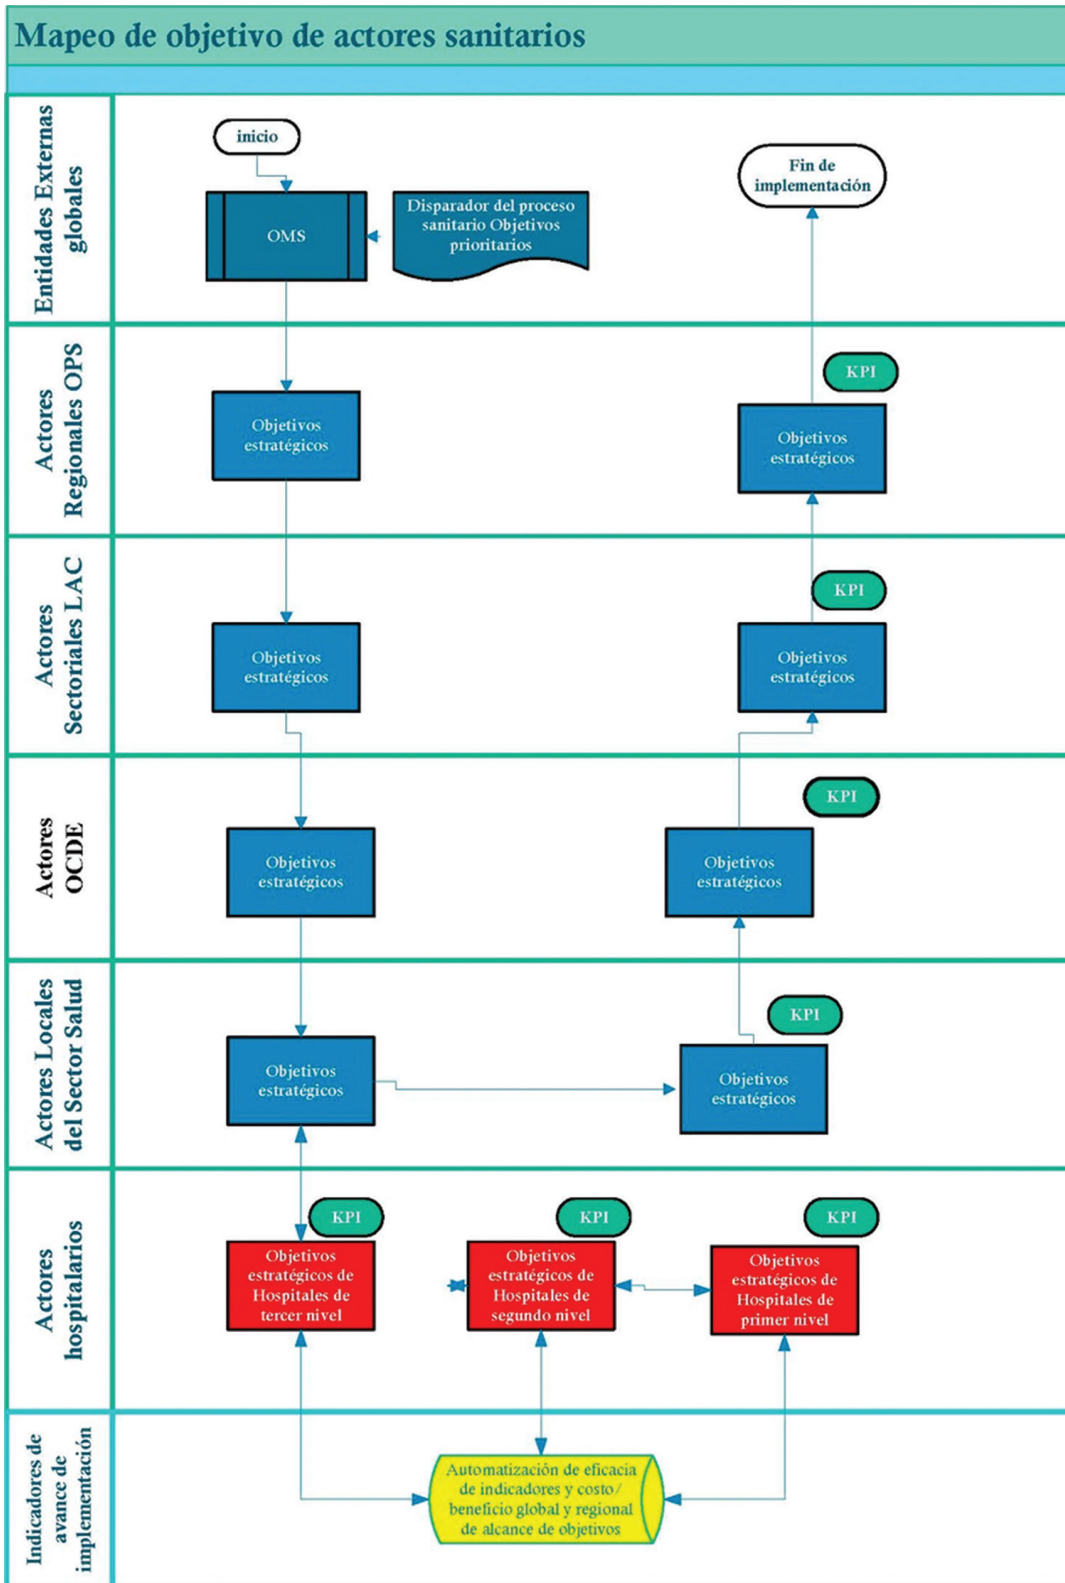 Mapeo de objetivo de actores sanitarios
Entidades Externas
globales
inicio
OMS
Disparador del proceso
sanitario Objetivos
prioritarios
Fin de
implementación
Actores
Regionales OPS
Objetivos
estratégicos
KPI
Objetivos
estratégicos
Actores
Sectoriales LAC
Objetivos
estratégicos
KPI
Objetivos
estratégicos
Actores
OCDE
Objetivos
estratégicos
KPI
Objetivos
estratégicos
Actores Locales
del Sector Salud
Objetivos
estratégicos
KPI
Objetivos
estratégicos
Actores
hospitalarios
KPI
Objetivos
estratégicos de
Hospitales de
tercer nivel
KPI
Objetivos
estratégicos de
Hospitales de
segundo nivel
KPI
Objetivos
estratégicos de
Hospitales de
primer nivel
Indicadores de
avance de
implementación
Automatización de eficacia
de indicadores y costo/
beneficio global y regional
de alcance de objetivos